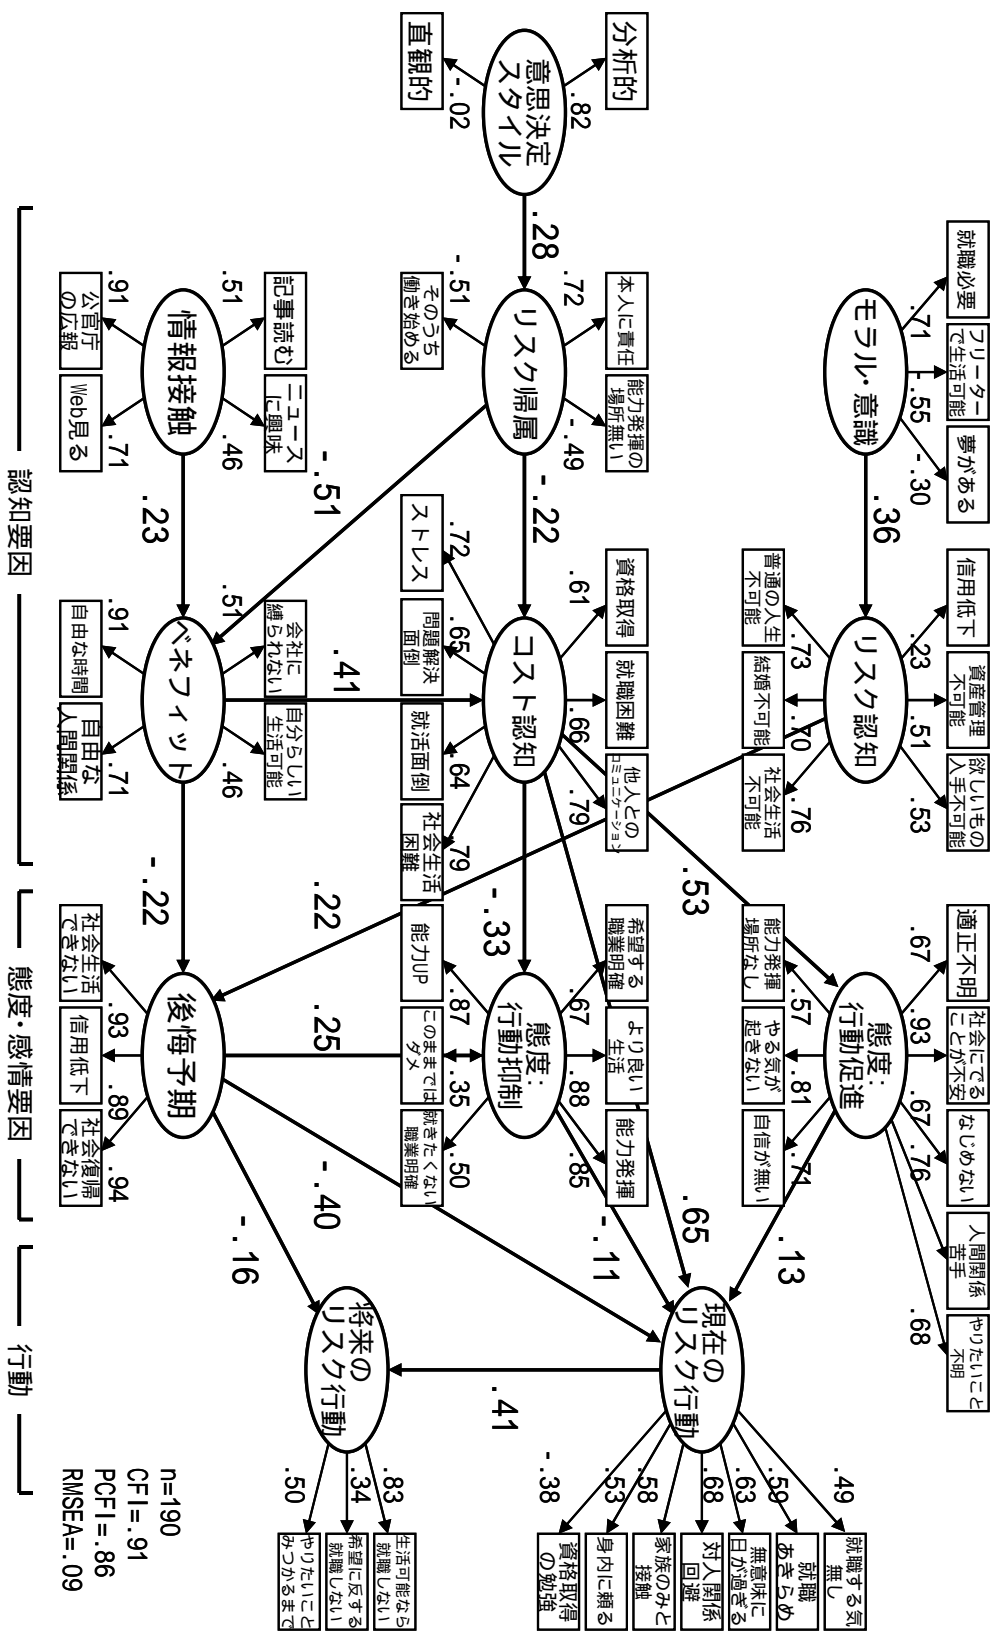 分析的
.82
意思決定
スタイル
-.02
直観的
.28
就職必要
.71
フリーター
で生活可能
-.55
夢がある
-.30
モラル・意識
.36
本人に責任
.72
能力発揮の
場所無い
-.49
リスク帰属
そのうち
働き始める
-.51
-.22
-.51
記事読む
.51
ニュース
に興味
.46
情報接触
公官庁
の広報
.91
Web見る
.71
.23
信用低下
.23
資産管理
不可能
.51
欲しいもの
入手不可能
.53
リスク認知
普通の人生
不可能
.73
結婚不可能
.70
社会生活
不可能
.76
資格取得
.61
就職困難
.66
他人との
コミュニケーション
.79
コスト認知
ストレス
.72
問題解決
面倒
.65
就活面倒
.64
社会生活
困難
.79
.41
会社に
縛られない
.51
自分らしい
生活可能
.46
ベネフィット
自由な時間
.91
自由な
人間関係
.71
.53
-.33
.22
-.22
適正不明
.67
社会にでる
ことが不安
.93
なじめない
.67
人間関係
苦手
.76
やりたいこと
不明
.68
態度:
行動促進
能力発揮
場所なし
.57
やる気が
起きない
.81
自信が無い
.71
希望する
職業明確
.67
より良い
生活
.88
能力発揮
.85
態度:
行動抑制
能力UP
.87
このままでは
ダメ
.35
就きたくない
職業明確
.50
.25
後悔予期
社会生活
できない
.93
信用低下
.89
社会復帰
できない
.94
.13
.65
-.11
-.40
-.16
現在の
リスク行動
就職する気
無し
.49
就職
あきらめ
.59
無意味に
日が過ぎる
.63
対人関係
回避
.68
家族のみと
接触
.58
身内に頼る
.53
資格取得
の勉強
-.38
.41
将来の
リスク行動
生活可能なら
就職しない
.83
希望に反する
就職しない
.34
やりたいこと
みつかるまで
.50
認知要因
態度・感情要因
行動
n=190
CFI=.91
PCFI=.86
RMSEA=.09